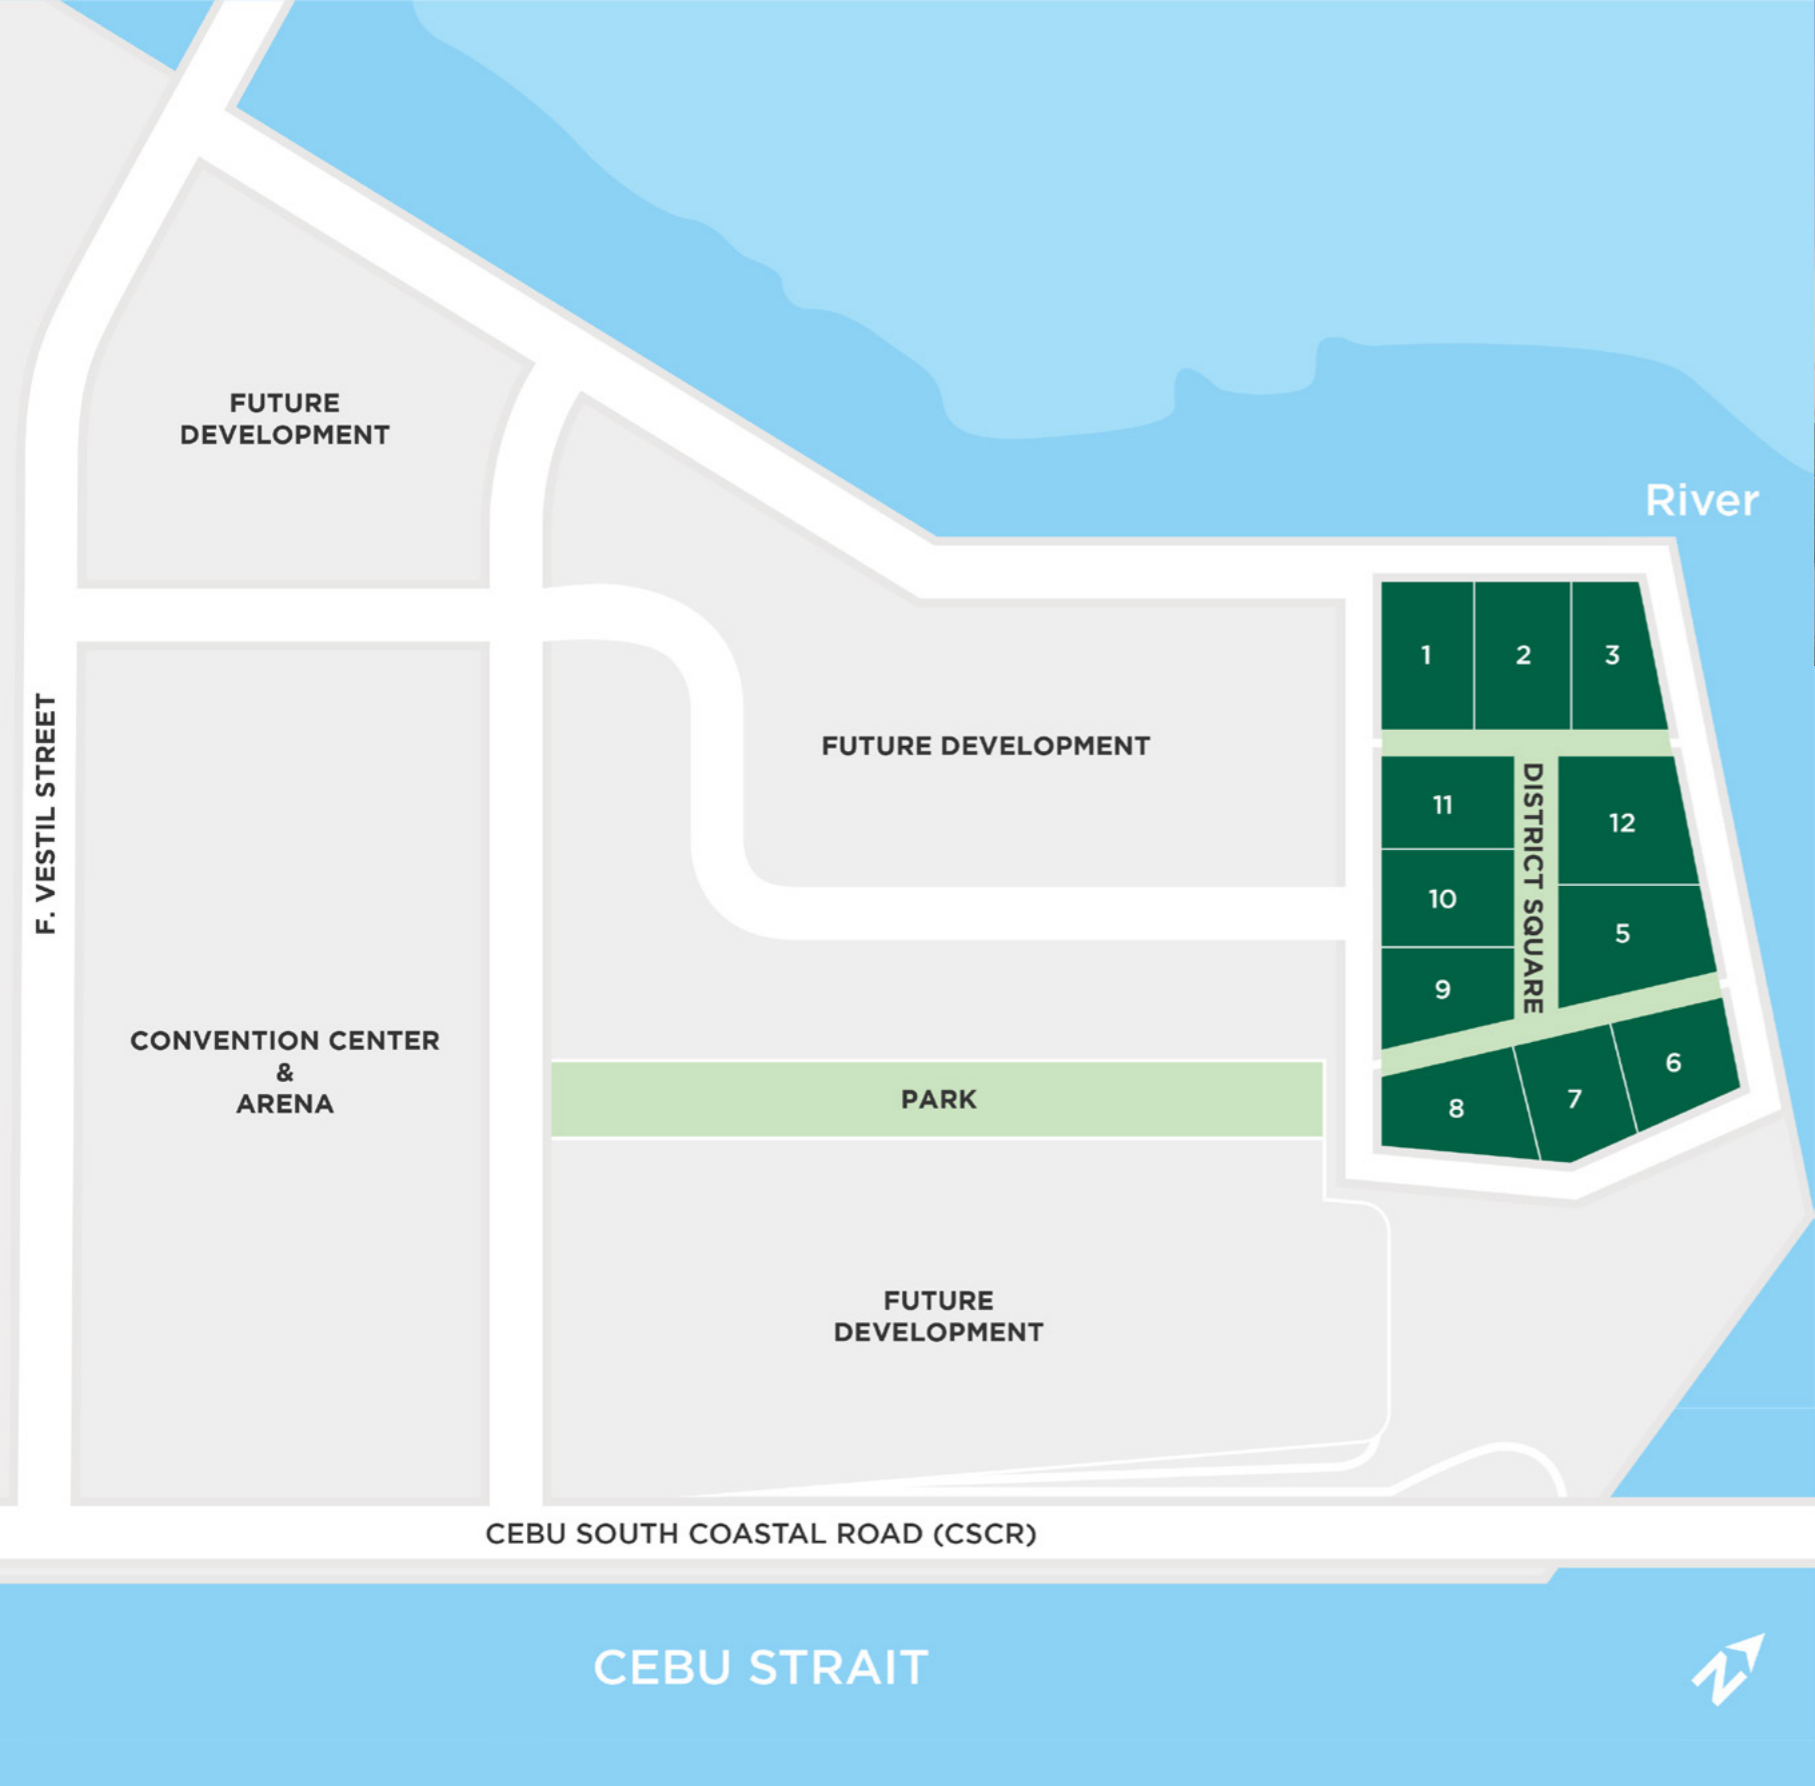 River
FUTURE
DEVELOPMENT
1
2
3
FUTURE DEVELOPMENT
F. VESTIL STREET
DISTRICT SQUARE
11
12
10
5
9
CONVENTION CENTER
&
ARENA
PARK
6
7
8
FUTURE
DEVELOPMENT
CEBU SOUTH COASTAL ROAD (CSCR)
CEBU STRAIT
N